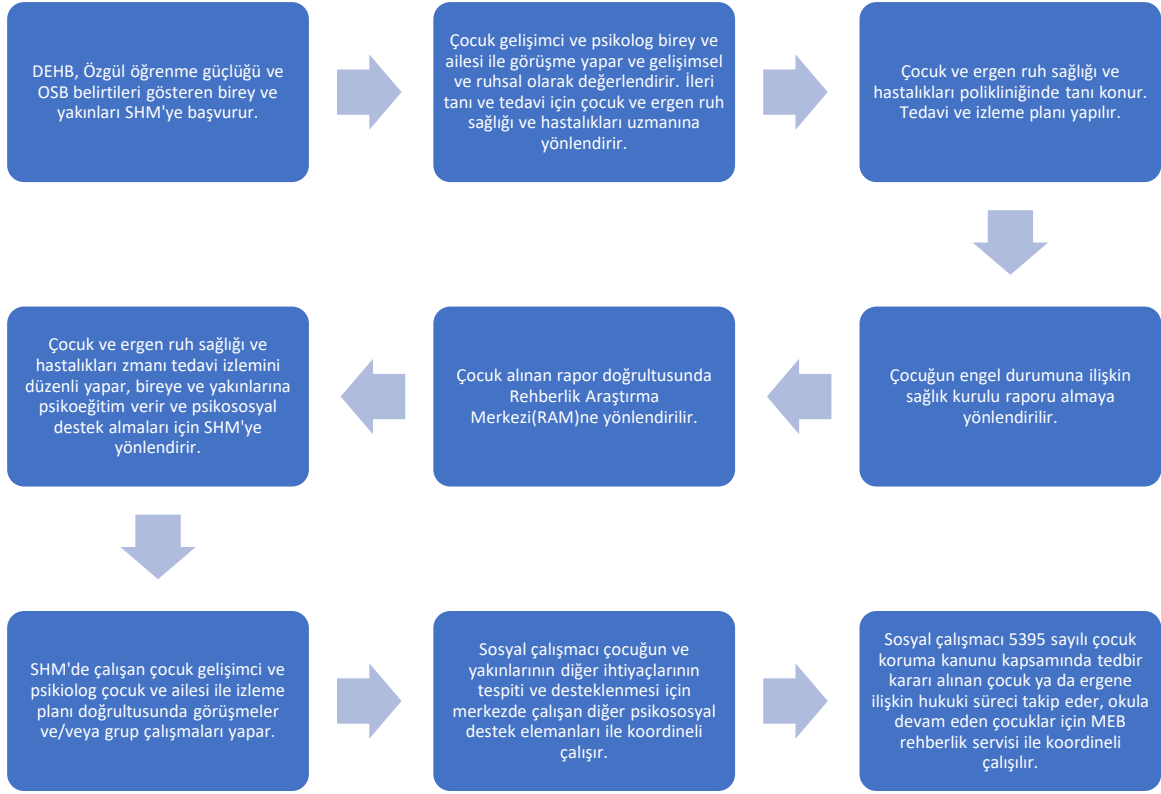 DEHB, Özgül öğrenme güçlüğü ve
OSB belirtileri gösteren birey ve
yakınları SHM'ye başvurur.
Çocuk gelişimci ve psikolog birey ve
ailesi ile görüşme yapar ve gelişimsel
ve ruhsal olarak değerlendirir. İleri
tanı ve tedavi için çocuk ve ergen ruh
sağlığı ve hastalıkları uzmanına
yönlendirir.
Çocuk ve ergen ruh sağlığı ve
hastalıkları polikliniğinde tanı konur.
Tedavi ve izleme planı yapılır.
Çocuğun engel durumuna ilişkin
sağlık kurulu raporu almaya
yönlendirilir.
Çocuk alınan rapor doğrultusunda
Rehberlik Araştırma
Merkezi(RAM)ne yönlendirilir.
Çocuk ve ergen ruh sağlığı ve
hastalıkları zmanı tedavi izlemini
düzenli yapar, bireye ve yakınlarına
psikoeğitim verir ve psikososyal
destek almaları için SHM'ye
yönlendirir.
SHM'de çalışan çocuk gelişimci ve
psikiolog çocuk ve ailesi ile izleme
planı doğrultusunda görüşmeler
ve/veya grup çalışmaları yapar.
Sosyal çalışmacı çocuğun ve
yakınlarının diğer ihtiyaçlarının
tespiti ve desteklenmesi için
merkezde çalışan diğer psikososyal
destek elemanları ile koordineli
çalışır.
Sosyal çalışmacı 5395 sayılı çocuk
koruma kanunu kapsamında tedbir
kararı alınan çocuk ya da ergene
ilişkin hukuki süreci takip eder, okula
devam eden çocuklar için MEB
rehberlik servisi ile koordineli
çalışılır.